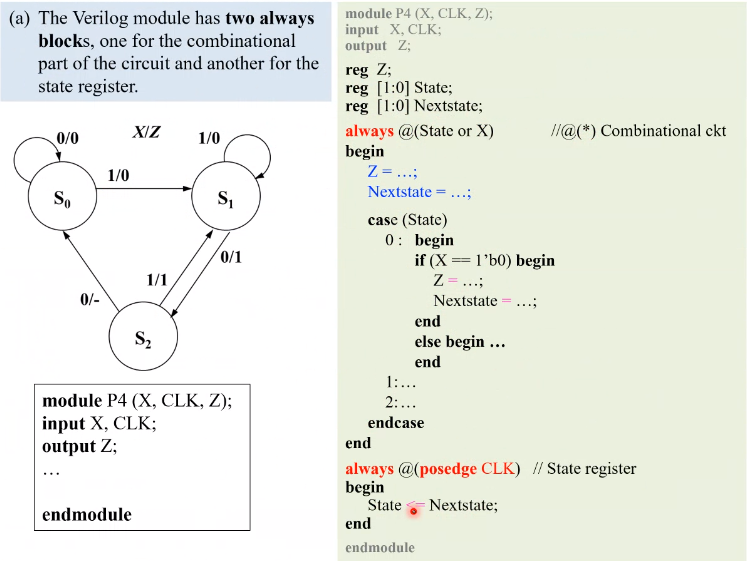 (a) The Verilog module has two always
blocks, one for the combinational
part of the circuit and another for the
state register.
X/Z
0/0
1/0
1/0
S0
S1
0/1
1/1
0/-
S2
module P4 (X, CLK, Z);
input X, CLK;
output Z;
…
endmodule
module P4 (X, CLK, Z);
input X, CLK;
output Z;
reg Z;
reg [1:0] State;
reg [1:0] Nextstate;
always @(State or X) //@(*) Combinational ckt
begin
Z = …;
Nextstate = …;
case (State)
0 : begin
if (X == 1’b0) begin
Z = …;
Nextstate = …;
end
else begin …
end
1:…
2:…
endcase
end
always @(posedge CLK) // State register
begin
State <= Nextstate;
end
endmodule